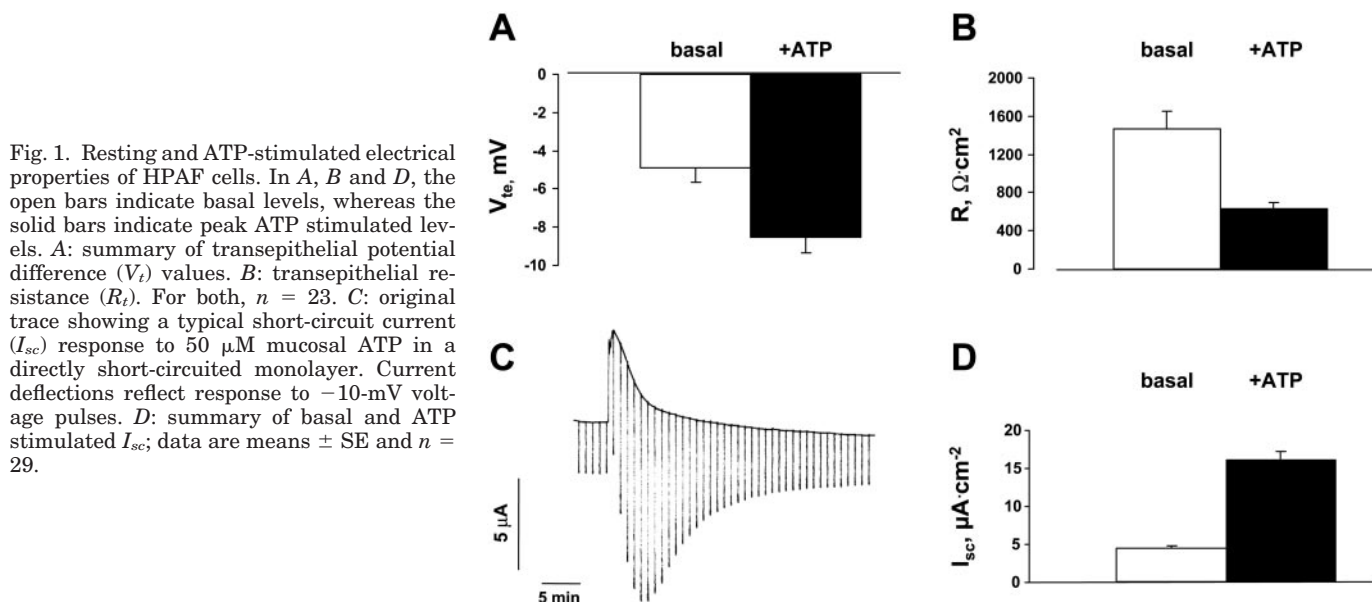 Fig. 1. Resting and ATP-stimulated electrical
properties of HPAF cells. In A, B and D, the
open bars indicate basal levels, whereas the
solid bars indicate peak ATP stimulated lev-
els. A: summary of transepithelial potential
difference (Vt) values. B: transepithelial re-
sistance (Rt). For both, n = 23. C: original
trace showing a typical short-circuit current
(Isc) response to 50 μM mucosal ATP in a
directly short-circuited monolayer. Current
deflections reflect response to −10-mV volt-
age pulses. D: summary of basal and ATP
stimulated Isc; data are means ± SE and n =
29.
A
basal +ATP
0
-2
-4
-6
-8
-10
Vte, mV
B
basal +ATP
2000
1600
1200
800
400
0
R, Ω·cm²
C
5 μA
5 min
D
basal +ATP
20
15
10
5
0
Isc, μA·cm⁻²